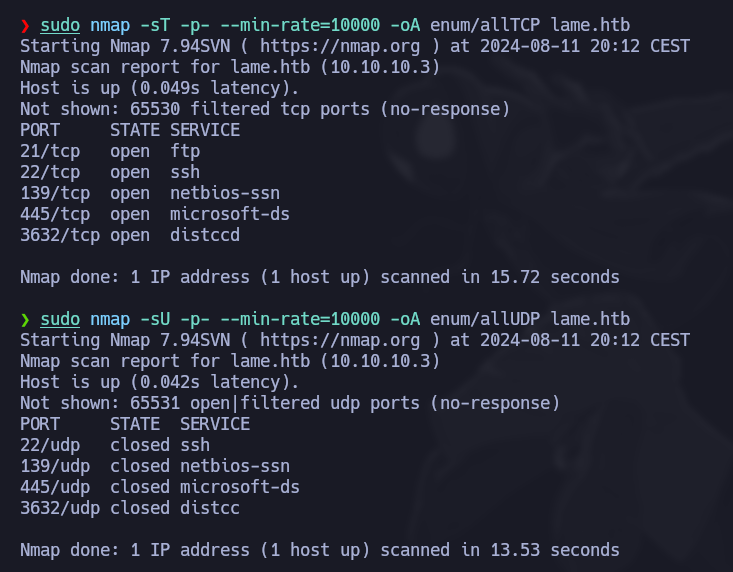 ❯ sudo nmap -sT -p- --min-rate=10000 -oA enum/allTCP lame.htb
Starting Nmap 7.94SVN ( https://nmap.org ) at 2024-08-11 20:12 CEST
Nmap scan report for lame.htb (10.10.10.3)
Host is up (0.049s latency).
Not shown: 65530 filtered tcp ports (no-response)
PORT     STATE SERVICE
21/tcp   open  ftp
22/tcp   open  ssh
139/tcp  open  netbios-ssn
445/tcp  open  microsoft-ds
3632/tcp open  distccd
Nmap done: 1 IP address (1 host up) scanned in 15.72 seconds
❯ sudo nmap -sU -p- --min-rate=10000 -oA enum/allUDP lame.htb
Starting Nmap 7.94SVN ( https://nmap.org ) at 2024-08-11 20:12 CEST
Nmap scan report for lame.htb (10.10.10.3)
Host is up (0.042s latency).
Not shown: 65531 open|filtered udp ports (no-response)
PORT     STATE  SERVICE
22/udp   closed ssh
139/udp  closed netbios-ssn
445/udp  closed microsoft-ds
3632/udp closed distcc
Nmap done: 1 IP address (1 host up) scanned in 13.53 seconds